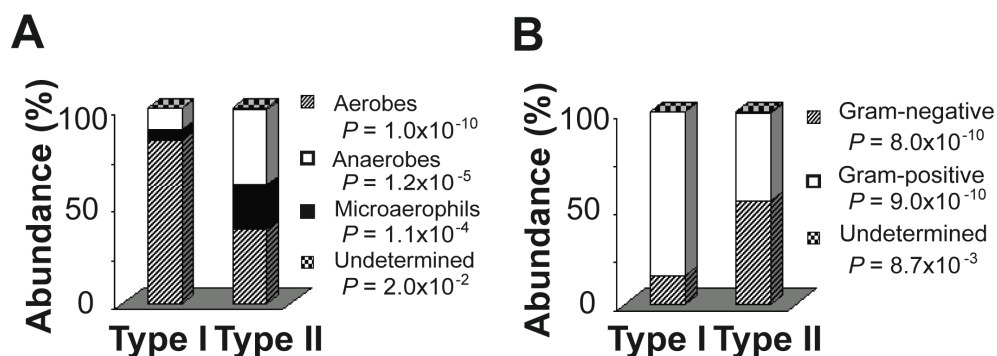 A
Abundance (%)
100
50
0
Type I Type II
Aerobes
P = 1.0x10-10
Anaerobes
P = 1.2x10-5
Microaerophils
P = 1.1x10-4
Undetermined
P = 2.0x10-2
B
Abundance (%)
100
50
0
Type I Type II
Gram-negative
P = 8.0x10-10
Gram-positive
P = 9.0x10-10
Undetermined
P = 8.7x10-3